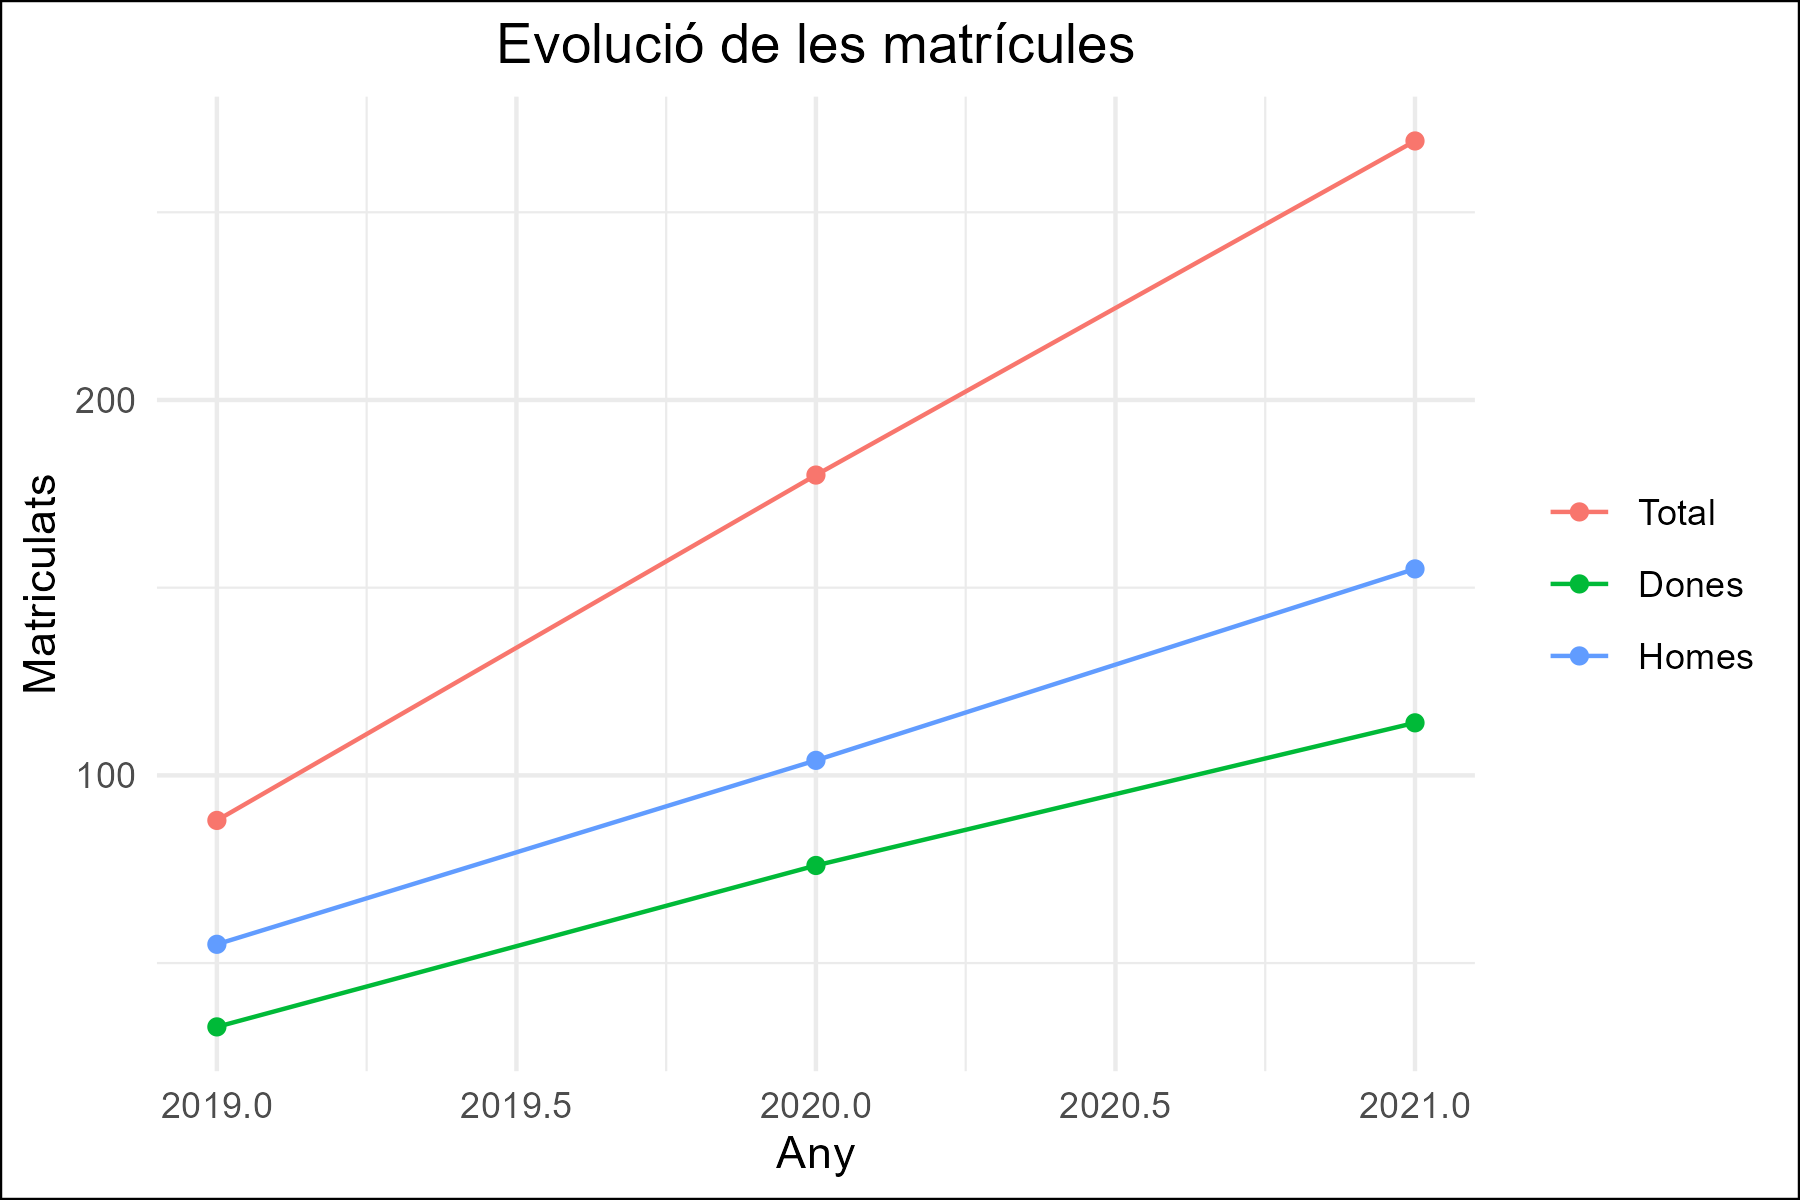 Evolució de les matrícules
200
100
Matriculats
2019.0
2019.5
2020.0
2020.5
2021.0
Any
Total
Dones
Homes